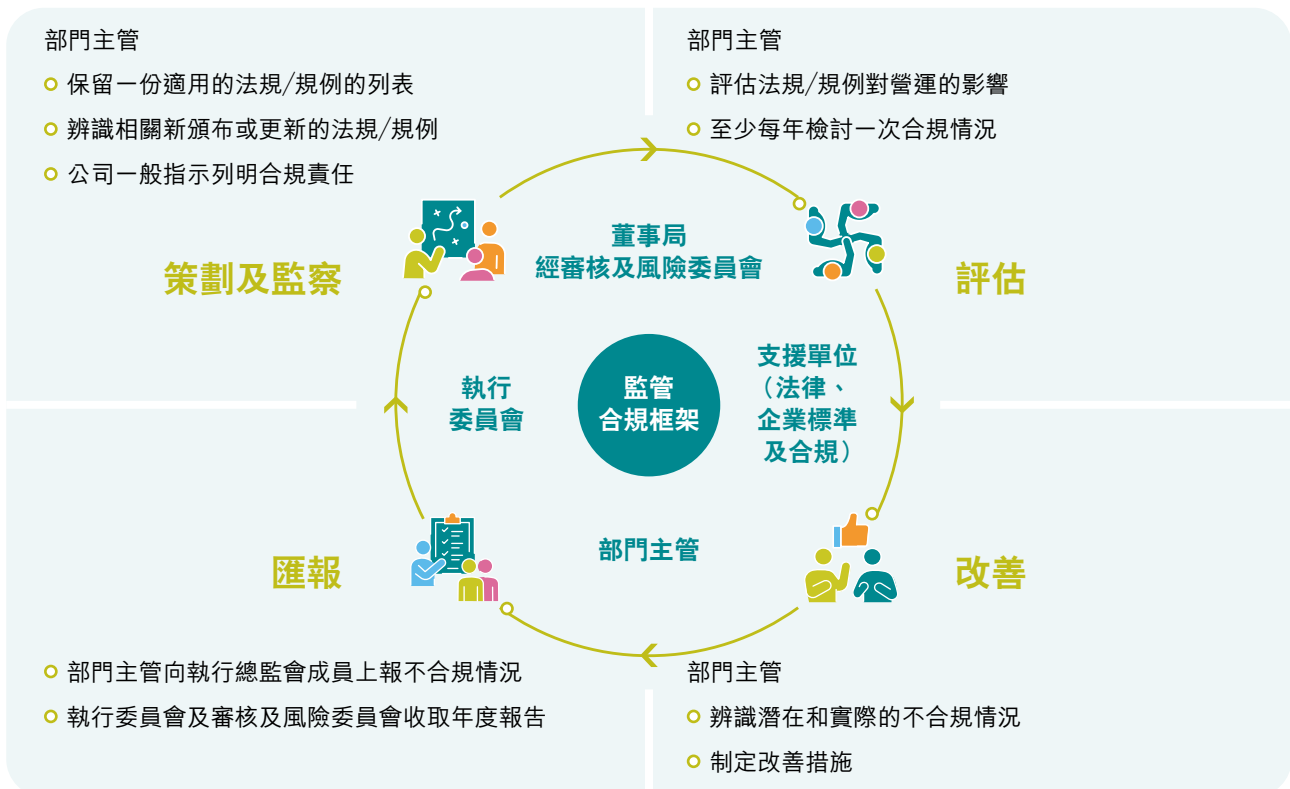 部門主管
保留一份適用的法規/規例的列表
辨識相關新頒布或更新的法規/規例
公司一般指示列明合規責任
策劃及監察
部門主管
評估法規/規例對營運的影響
至少每年檢討一次合規情況
評估
董事局
經審核及風險委員會
執行
委員會
監管
合規框架
支援單位
（法律、
企業標準
及合規）
部門主管
匯報
部門主管向執行總監會成員上報不合規情況
執行委員會及審核及風險委員會收取年度報告
改善
部門主管
辨識潛在和實際的不合規情況
制定改善措施